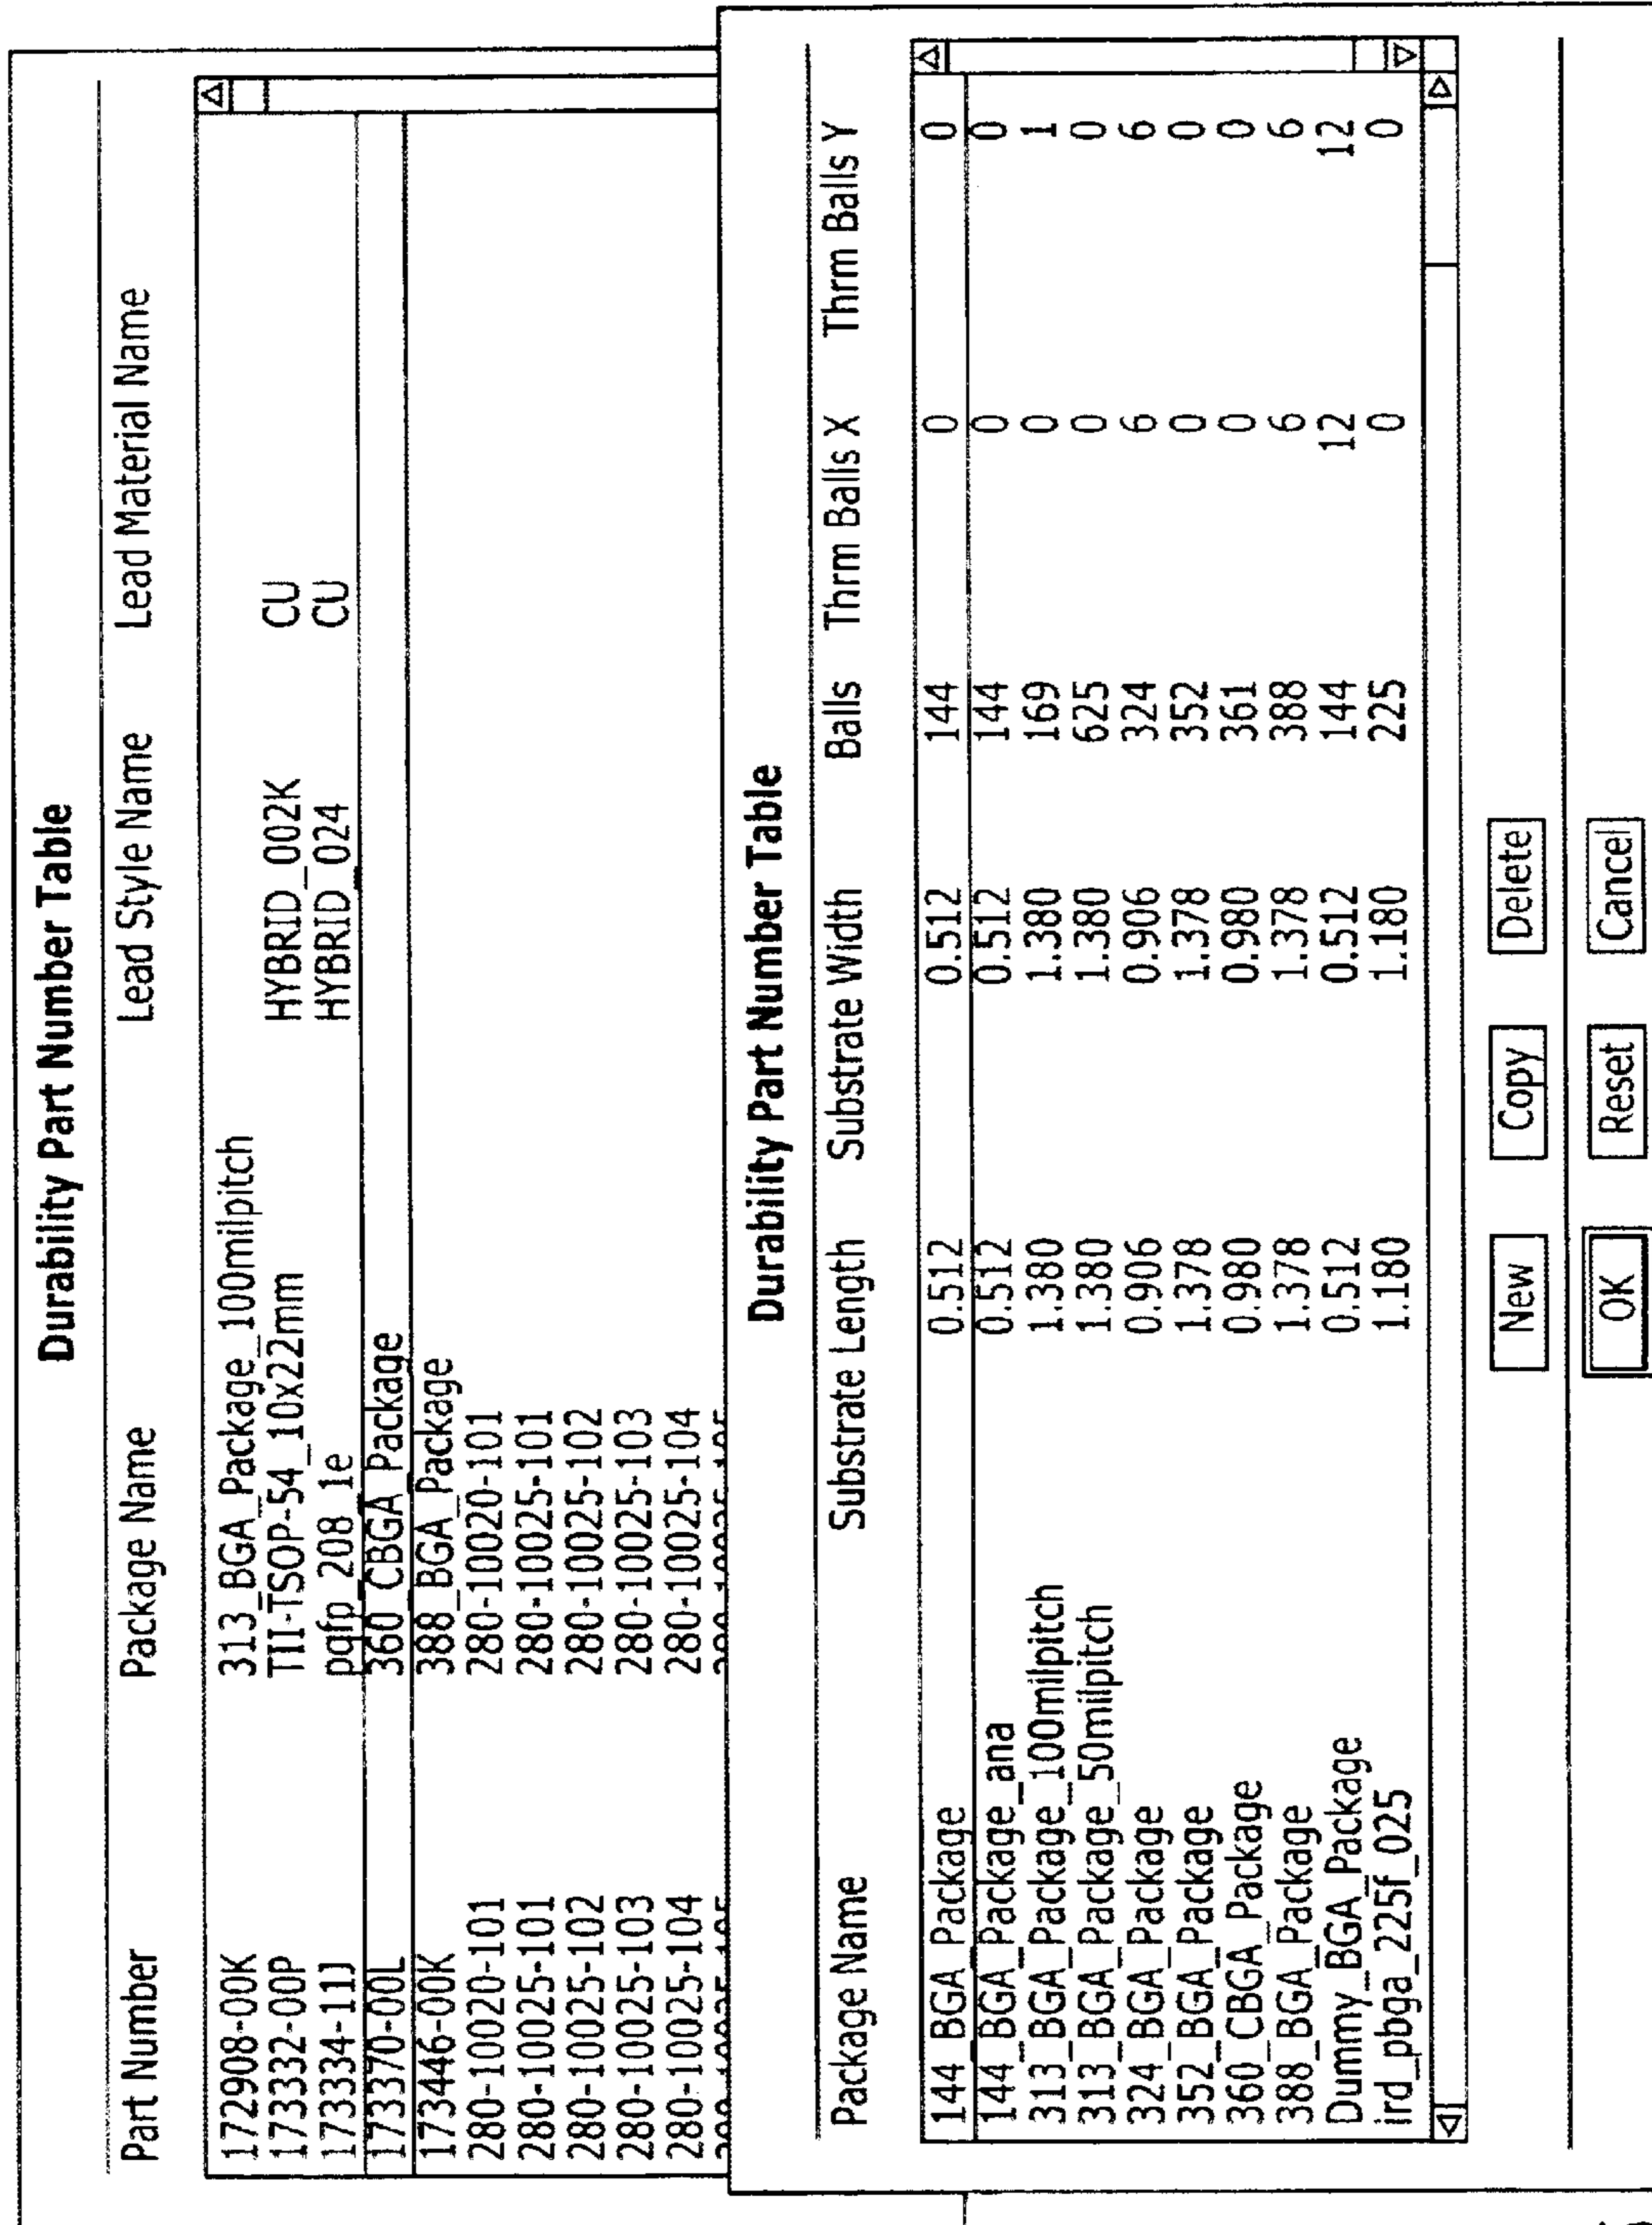 Durability Part Number Table
Part Number Package Name Lead Style Name Lead Material Name
172908-00K 313_BGA_Package_100milpitch
173332-00P TII-TSOP-54_10x22mm HYBRID_002K CU
173334-11J pqfp_208_1e HYBRID_024 CU
173370-00L 360_CBGA_Package
173446-00K 388_BGA_Package
280-10020-101 280-10020-101
280-10025-101 280-10025-101
280-10025-102 280-10025-102
280-10025-103 280-10025-103
280-10025-104 280-10025-104
Durability Part Number Table
Package Name Substrate Length Substrate Width Balls Thrm Balls X Thrm Balls Y
144_BGA_Package 0.512 0.512 144 0 0
144_BGA_Package_ana 0.512 0.512 144 0 0
313_BGA_Package_100milpitch 1.380 1.380 169 0 1
313_BGA_Package_50milpitch 1.380 1.380 625 0 0
324_BGA_Package 0.906 0.906 324 6 6
352_BGA_Package 1.378 1.378 352 0 0
360_CBGA_Package 0.980 0.980 361 0 0
388_BGA_Package 1.378 1.378 388 6 6
Dummy_BGA_Package 0.512 0.512 144 12 12
ird_pbga_225f_025 1.180 1.180 225 0 0
New Copy Delete
OK Reset Cancel